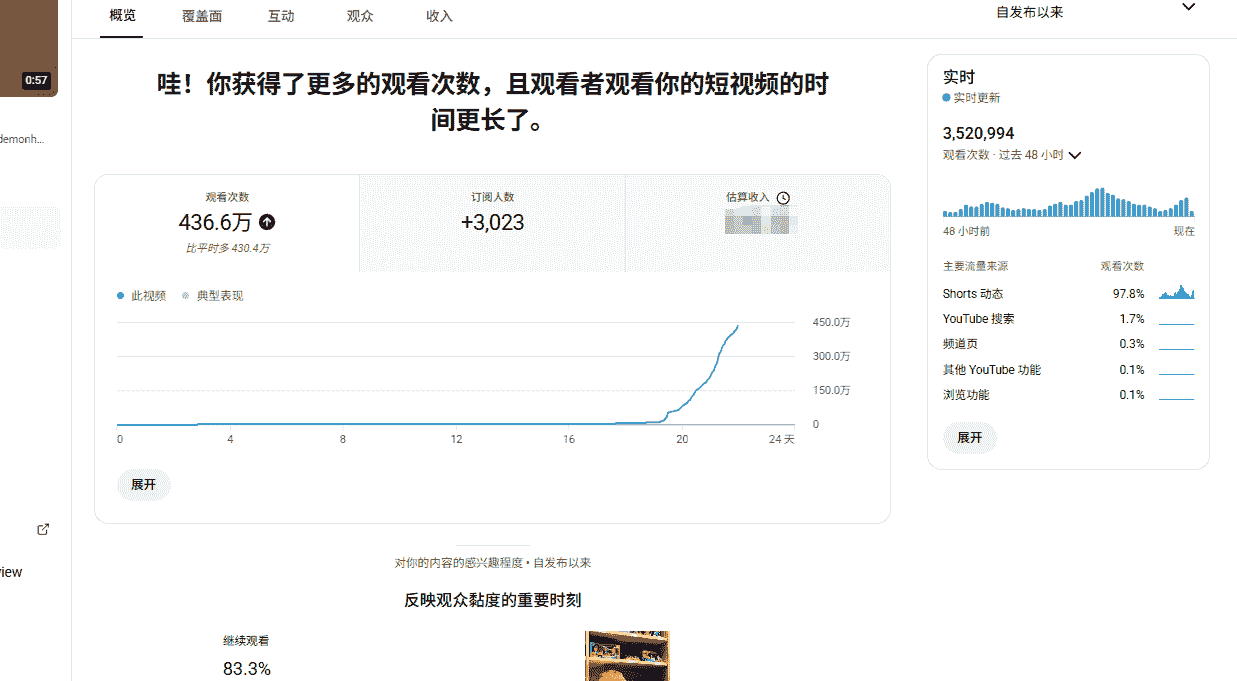 概览 覆盖面 互动 观众 收入
自发布以来
0:57
demonh...
view
哇！你获得了更多的观看次数，且观看者观看你的短视频的时
间更长了。
观看次数
436.6万
比平时多 430.4万
订阅人数
+3,023
估算收入
此视频 典型表现
450.0万
300.0万
150.0万
0
0 4 8 12 16 20 24 天
展开
对你的内容的感兴趣程度 • 自发布以来
反映观众黏度的重要时刻
继续观看
83.3%
实时
实时更新
3,520,994
观看次数 · 过去 48 小时
48 小时前 现在
主要流量来源 观看次数
Shorts 动态 97.8%
YouTube 搜索 1.7%
频道页 0.3%
其他 YouTube 功能 0.1%
浏览功能 0.1%
展开